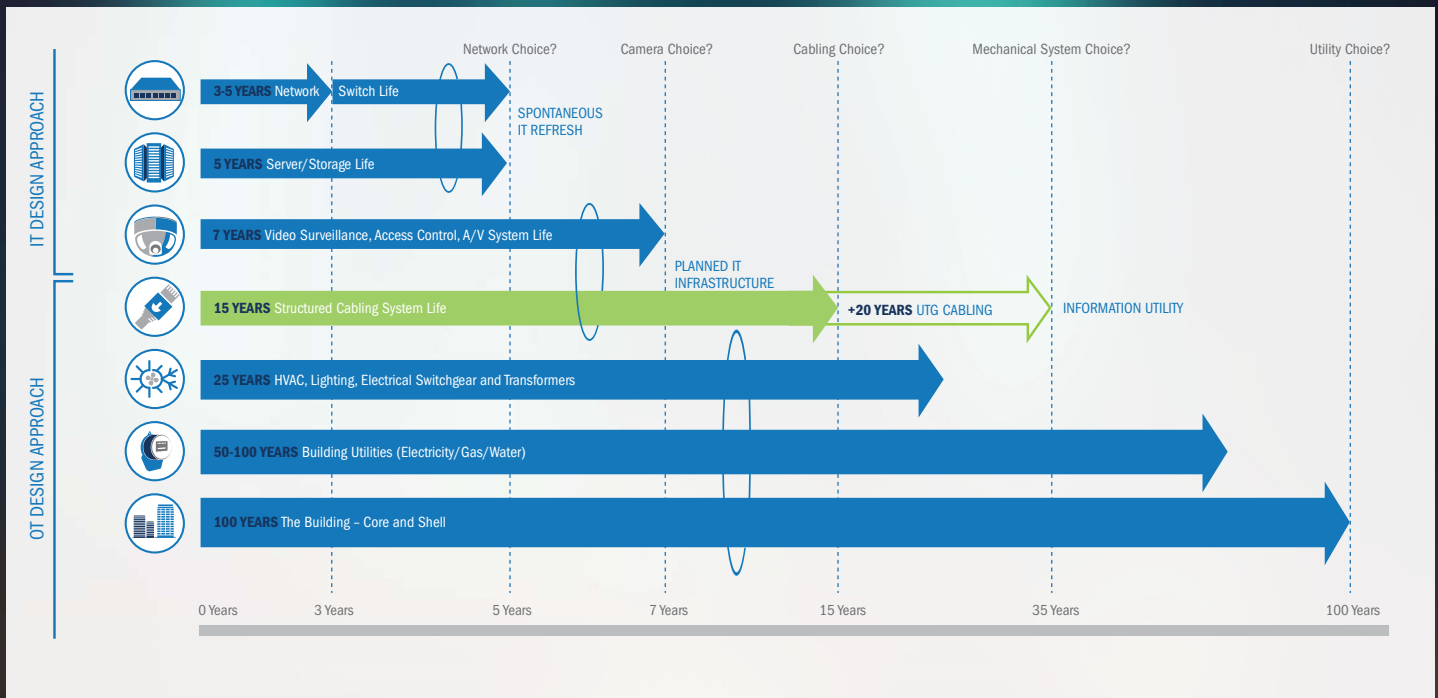 Network Choice?
Camera Choice?
Cabling Choice?
Mechanical System Choice?
Utility Choice?
IT DESIGN APPROACH
3-5 YEARS Network
Switch Life
SPONTANEOUS
IT REFRESH
5 YEARS Server/Storage Life
7 YEARS Video Surveillance, Access Control, A/V System Life
PLANNED IT
INFRASTRUCTURE
OT DESIGN APPROACH
15 YEARS Structured Cabling System Life
+20 YEARS UTG CABLING
INFORMATION UTILITY
25 YEARS HVAC, Lighting, Electrical Switchgear and Transformers
50-100 YEARS Building Utilities (Electricity/Gas/Water)
100 YEARS The Building – Core and Shell
0 Years
3 Years
5 Years
7 Years
15 Years
35 Years
100 Years